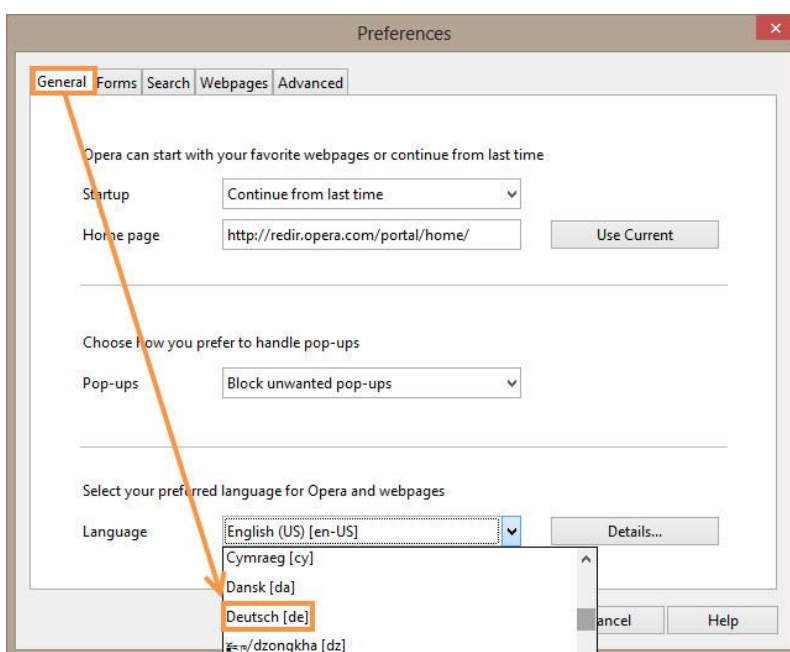 Preferences
General Forms Search Webpages Advanced
Opera can start with your favorite webpages or continue from last time
Startup Continue from last time
Home page http://redir.opera.com/portal/home/ Use Current
Choose how you prefer to handle pop-ups
Pop-ups Block unwanted pop-ups
Select your preferred language for Opera and webpages
Language English (US) [en-US] Details...
Cymraeg [cy]
Dansk [da]
Deutsch [de]
ancel Help
/dzongkha [dz]